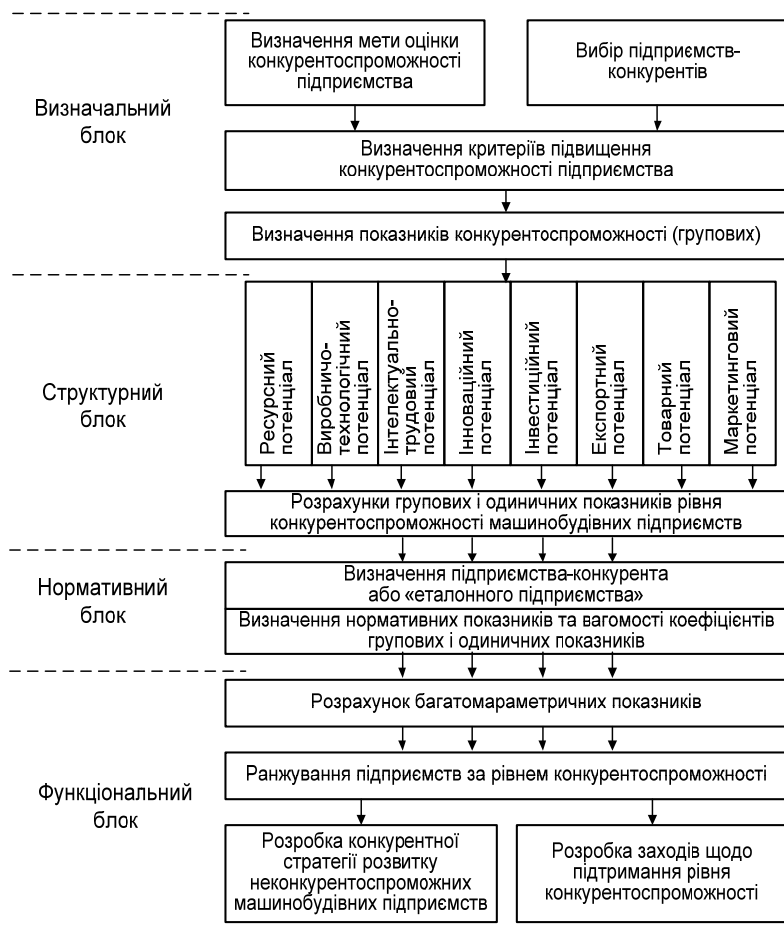 Визначення мети оцінки
конкурентоспроможності
підприємства
Вибір підприємств-
конкурентів
Визначальний
блок
Визначення критеріїв підвищення
конкурентоспроможності підприємства
Визначення показників конкурентоспроможності (групових)
Структурний
блок
Ресурсний
потенціал
Виробничо-
технологічний
потенціал
Інтелектуально-
трудовий
потенціал
Інноваційний
потенціал
Інвестиційний
потенціал
Експортний
потенціал
Товарний
потенціал
Маркетинговий
потенціал
Розрахунки групових і одиничних показників рівня
конкурентоспроможності машинобудівних підприємств
Нормативний
блок
Визначення підприємства-конкурента
або «еталонного підприємства»
Визначення нормативних показників та вагомості коефіцієнтів
групових і одиничних показників
Функціональний
блок
Розрахунок багатомараметричних показників
Ранжування підприємств за рівнем конкурентоспроможності
Розробка конкурентної
стратегії розвитку
неконкурентоспроможних
машинобудівних підприємств
Розробка заходів щодо
підтримання рівня
конкурентоспроможності